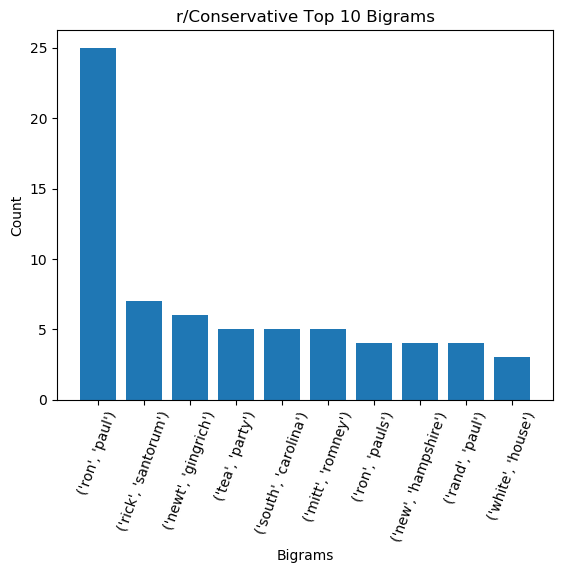 r/Conservative Top 10 Bigrams
25
20
15
10
5
0
Count
('ron', 'paul')
('rick', 'santorum')
('newt', 'gingrich')
('tea', 'party')
('south', 'carolina')
('mitt', 'romney')
('ron', 'pauls')
('new', 'hampshire')
('rand', 'paul')
('white', 'house')
Bigrams